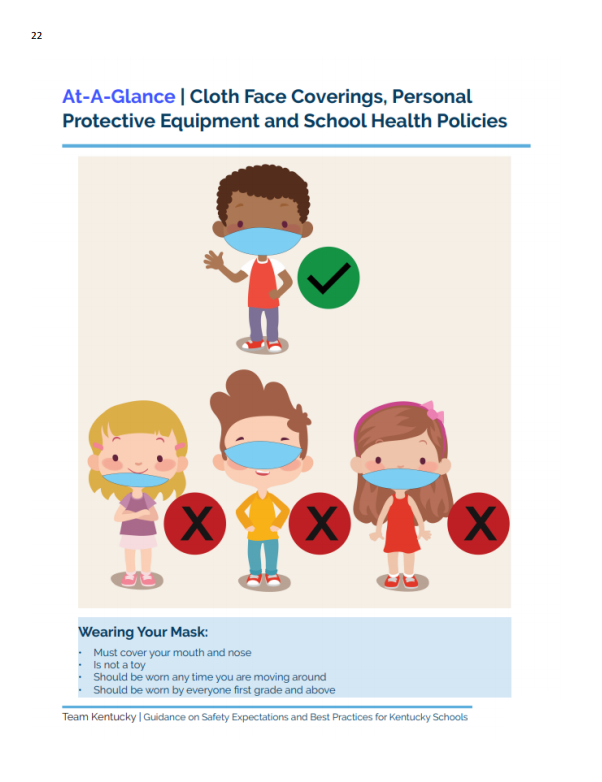 22
At-A-Glance | Cloth Face Coverings, Personal
Protective Equipment and School Health Policies
X
X
X
Wearing Your Mask:
• Must cover your mouth and nose
• Is not a toy
• Should be worn any time you are moving around
• Should be worn by everyone first grade and above
Team Kentucky | Guidance on Safety Expectations and Best Practices for Kentucky Schools